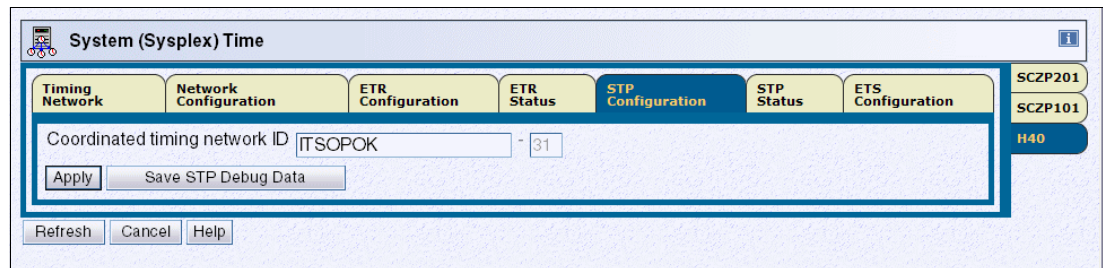 System (Sysplex) Time
i
Timing Network
Network Configuration
ETR Configuration
ETR Status
STP Configuration
STP Status
ETS Configuration
SCZP201
SCZP101
H40
Coordinated timing network ID ITSOPOK - 31
Apply Save STP Debug Data
Refresh Cancel Help